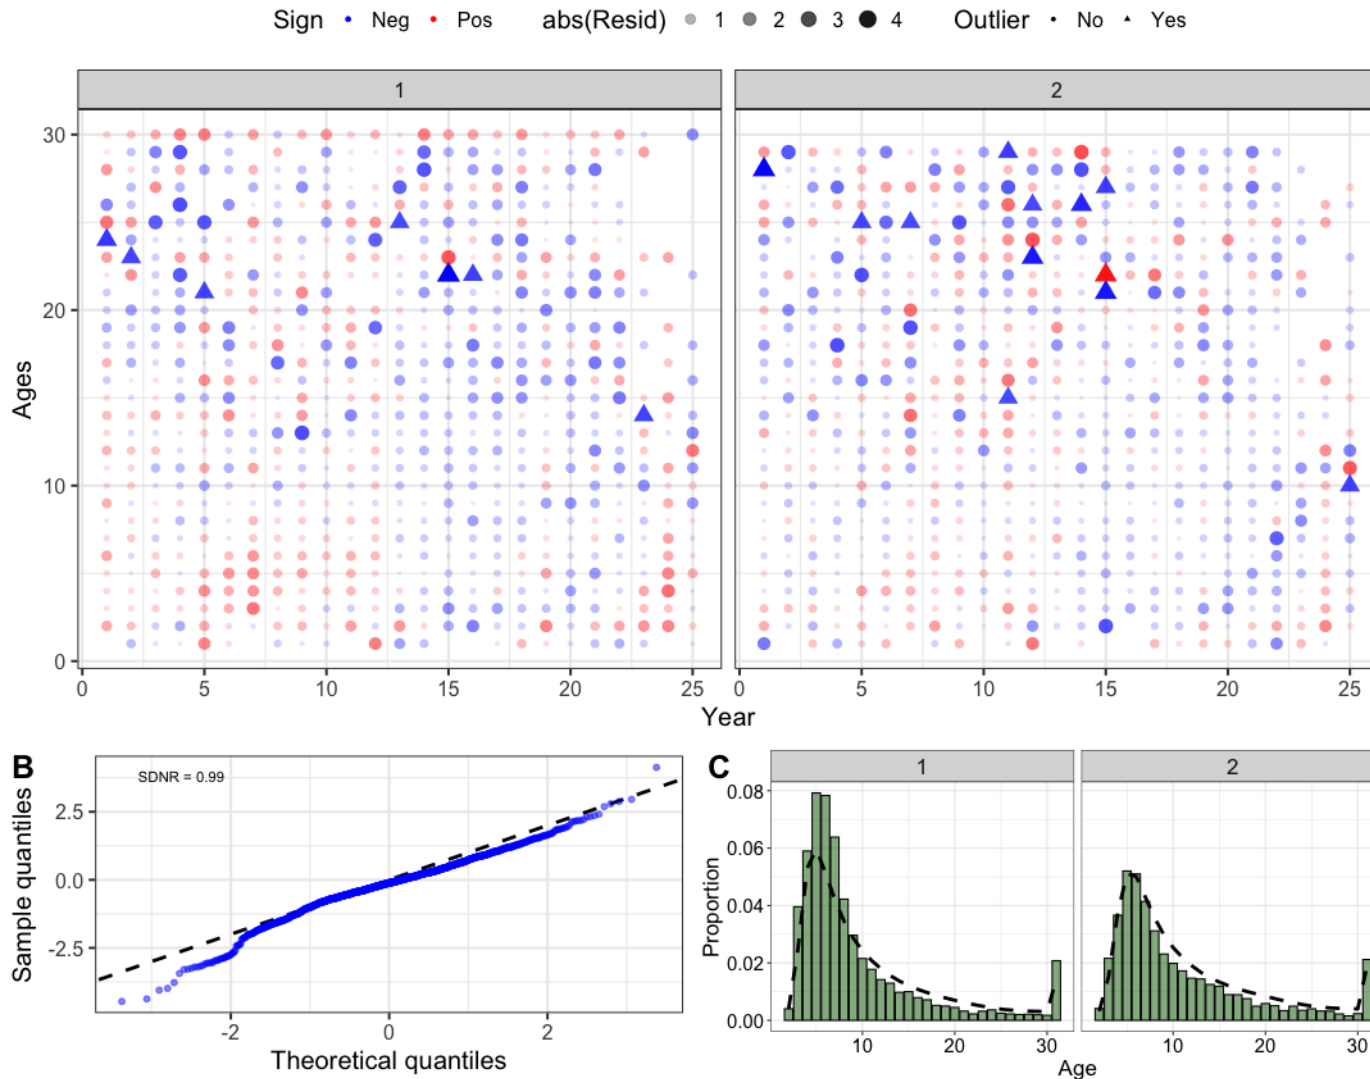 Sign Neg Pos abs(Resid) 1 2 3 4 Outlier No Yes
1 2
30
20
10
0
Ages
0 5 10 15 20 25 0 5 10 15 20 25
Year
B
SDNR = 0.99
2.5
0.0
-2.5
Sample quantiles
-2 0 2
Theoretical quantiles
C
1 2
0.08
0.06
0.04
0.02
0.00
Proportion
10 20 30 10 20 30
Age